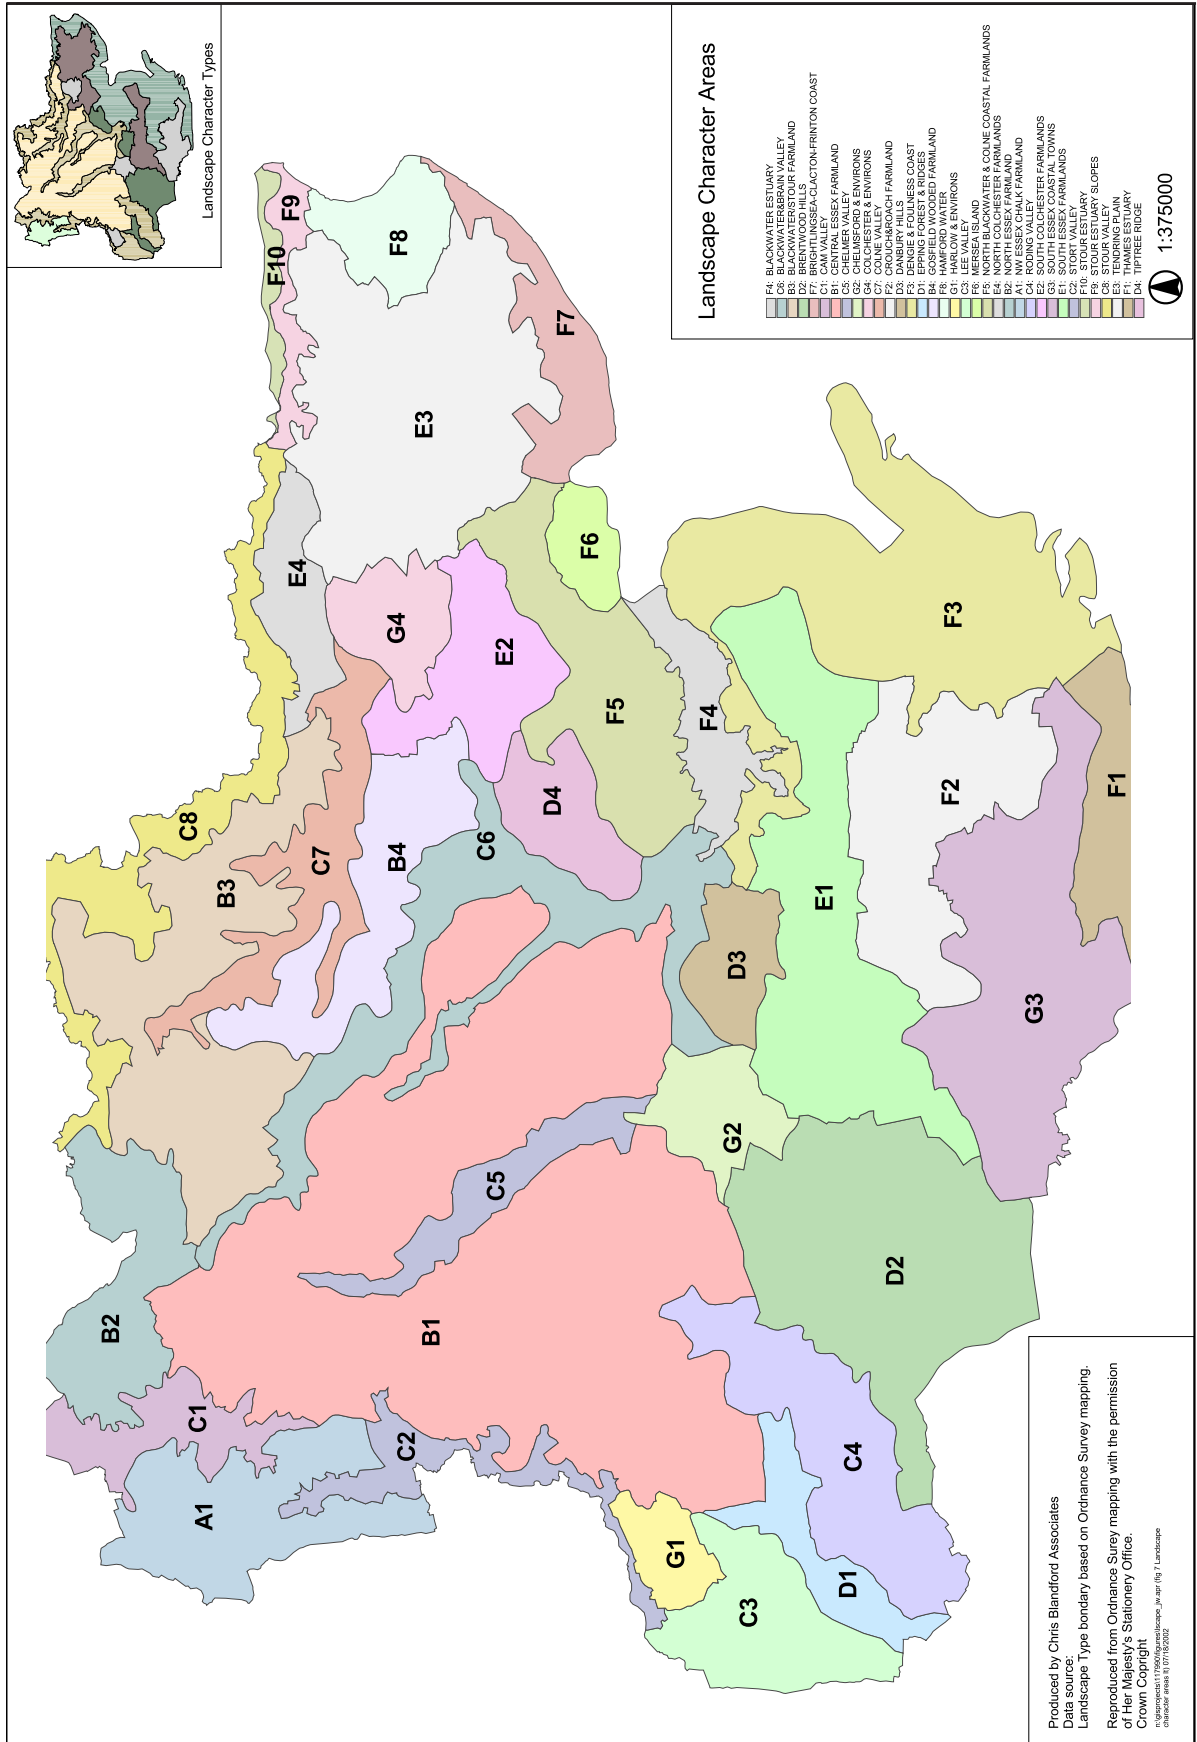 Landscape Character Types
Landscape Character Areas
F4: BLACKWATER ESTUARY
C6: BLACKWATER&BRAIN VALLEY
B3: BLACKWATER/STOUR FARMLAND
D2: BRENTWOOD HILLS
F7: BRIGHTLINGSEA-CLACTON-FRINTON COAST
C1: CAM VALLEY
B1: CENTRAL ESSEX FARMLAND
C5: CHELMER VALLEY
G2: CHELMSFORD & ENVIRONS
G4: COLCHESTER & ENVIRONS
C7: COLNE VALLEY
F2: CROUCH&ROACH FARMLAND
D3: DANBURY HILLS
F3: DENGIE & FOULNESS COAST
D1: EPPING FOREST & RIDGES
B4: GOSFIELD WOODED FARMLAND
F8: HAMFORD WATER
G1: HARLOW & ENVIRONS
C3: LEE VALLEY
F6: MERSEA ISLAND
F5: NORTH BLACKWATER & COLNE COASTAL FARMLANDS
E4: NORTH COLCHESTER FARMLANDS
B2: NORTH ESSEX FARMLAND
A1: NW ESSEX CHALK FARMLAND
C4: RODING VALLEY
E2: SOUTH COLCHESTER FARMLANDS
G3: SOUTH ESSEX COASTAL TOWNS
E1: SOUTH ESSEX FARMLANDS
C2: STORT VALLEY
F10: STOUR ESTUARY
F9: STOUR ESTUARY SLOPES
C8: STOUR VALLEY
E3: TENDRING PLAIN
F1: THAMES ESTUARY
D4: TIPTREE RIDGE
1:375000
F10
F9
F8
F7
E3
E4
G4
E2
F6
F5
F4
F3
C8
B3
C7
B4
C6
D4
D3
E1
F2
F1
G3
G2
C5
B1
B2
C1
A1
C2
D2
C4
G1
C3
D1
Produced by Chris Blandford Associates
Data source:
Landscape Type bondary based on Ordnance Survey mapping.
Reproduced from Ordnance Surey mapping with the permission
of Her Majesty's Stationery Office.
Crown Copright
character areas lt) 07/18/2002